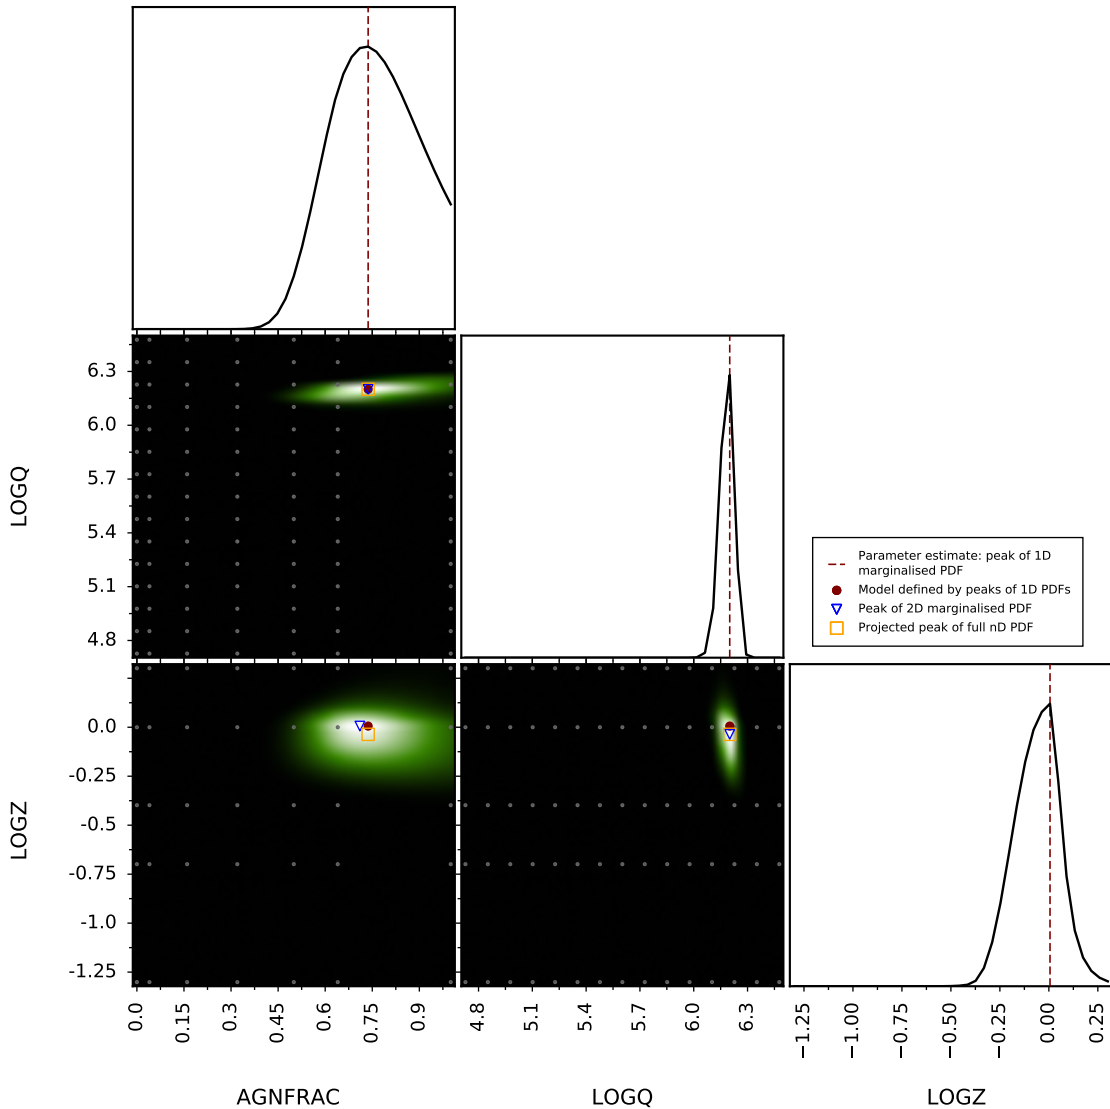 LOGQ
6.3
6.0
5.7
5.4
5.1
4.8
Parameter estimate: peak of 1D
marginalised PDF
Model defined by peaks of 1D PDFs
Peak of 2D marginalised PDF
Projected peak of full nD PDF
LOGZ
0.0
-0.25
-0.5
-0.75
-1.0
-1.25
0.0 0.15 0.3 0.45 0.6 0.75 0.9
4.8 5.1 5.4 5.7 6.0 6.3
−1.25 −1.00 −0.75 −0.50 −0.25 0.00 0.25
AGNFRAC LOGQ LOGZ